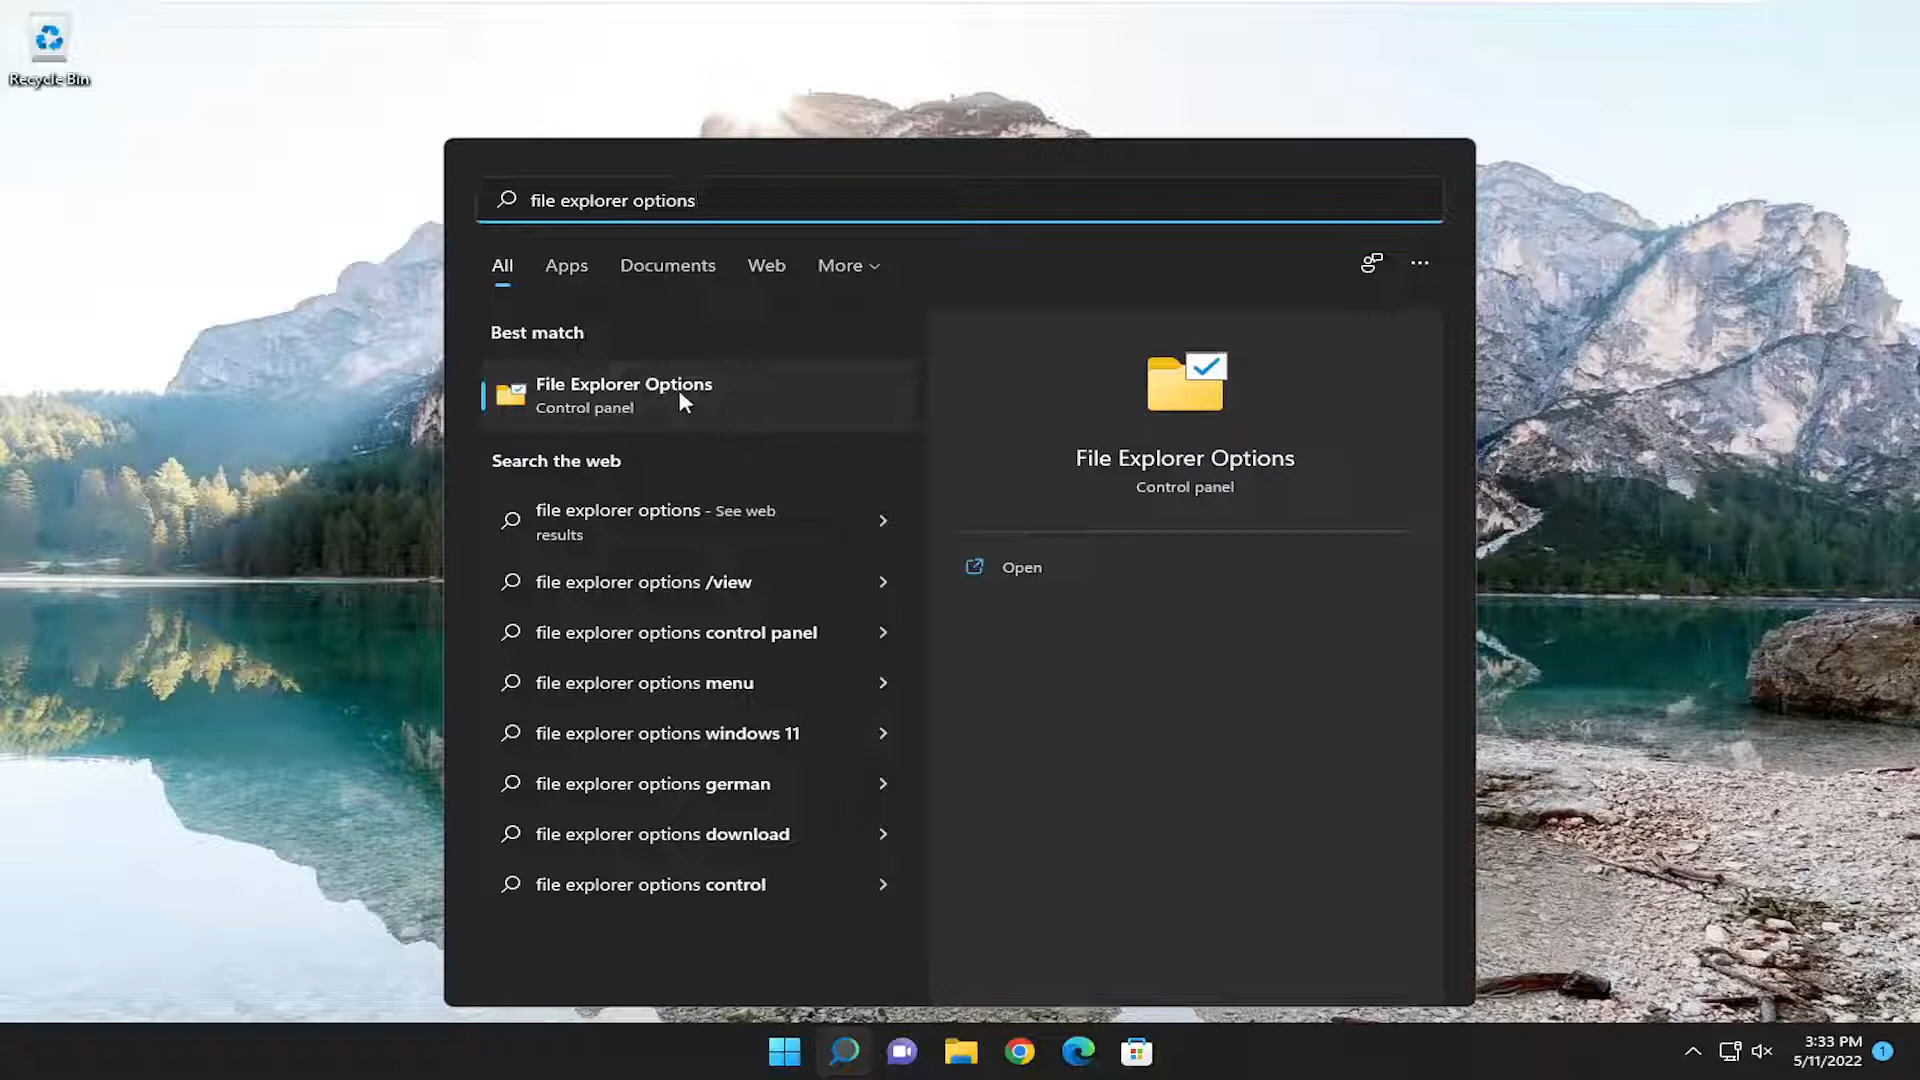 Recycle Bin
file explorer options
All Apps Documents Web More
Best match
File Explorer Options
Control panel
Search the web
file explorer options - See web
results
file explorer options /view
file explorer options control panel
file explorer options menu
file explorer options windows 11
file explorer options german
file explorer options download
file explorer options control
File Explorer Options
Control panel
Open
3:33 PM
5/11/2022
1